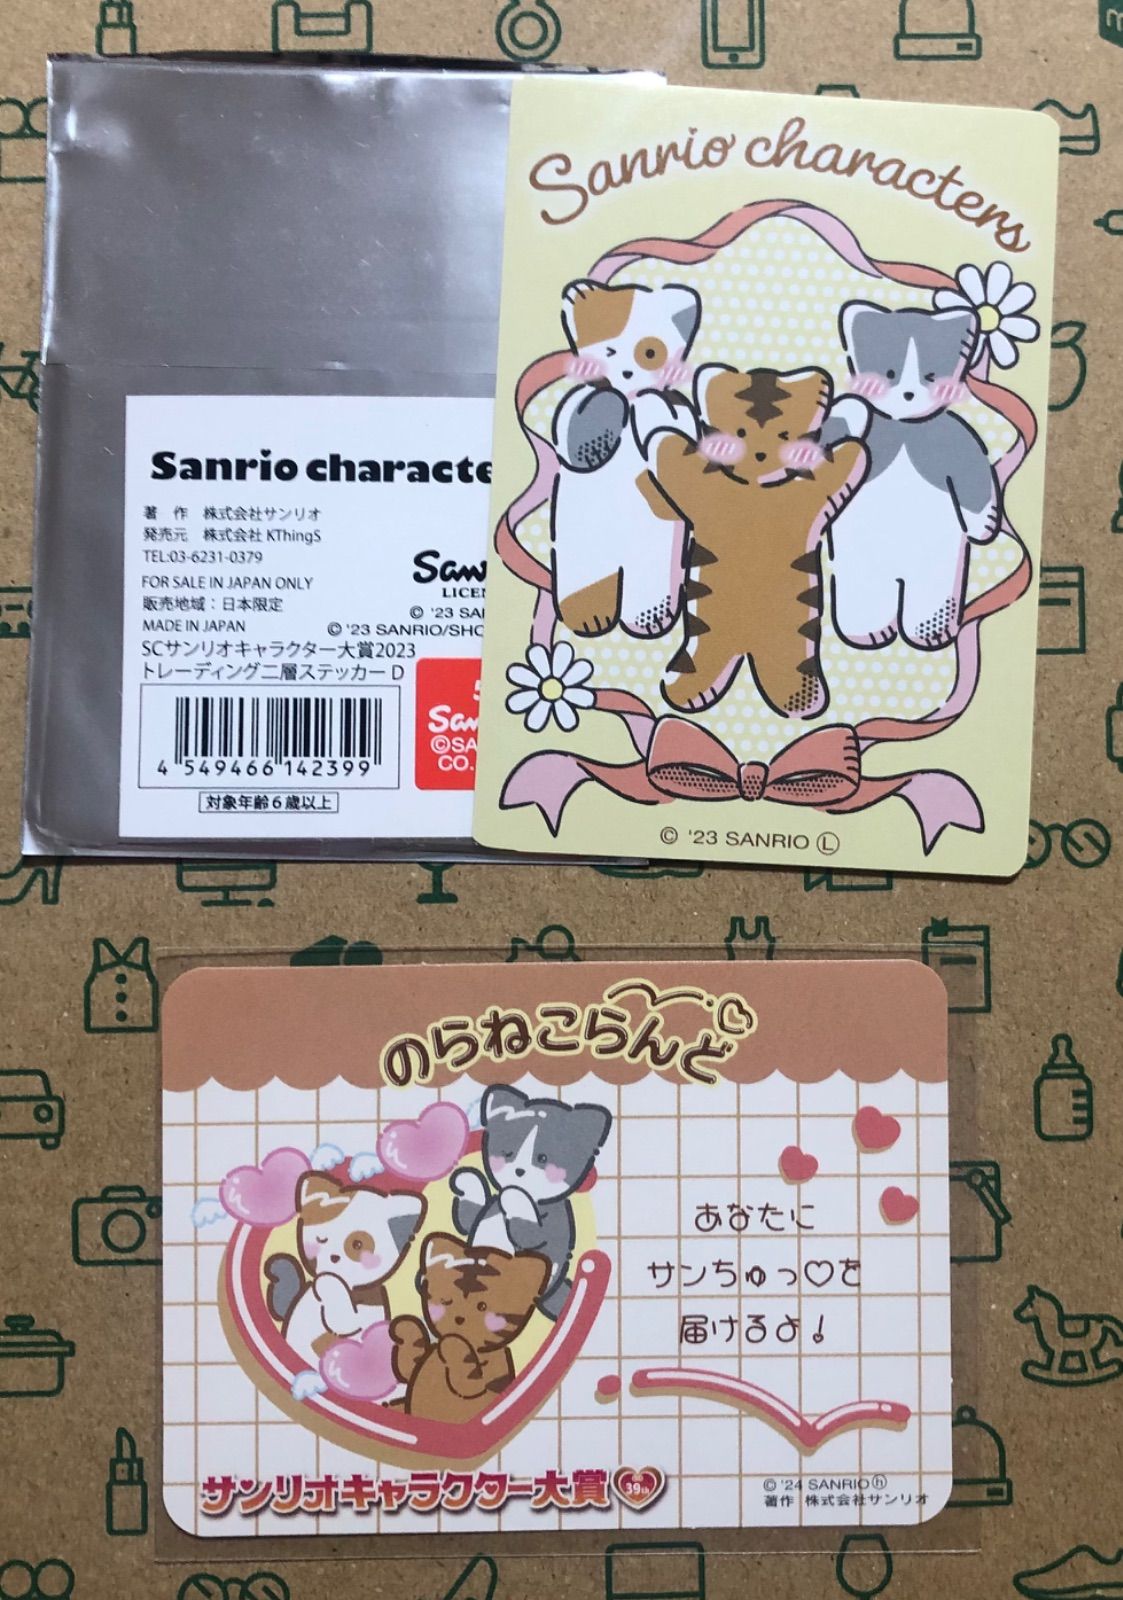 Sanrio characters
© '23 SANRIO Ⓛ
Sanrio characte
著　作　株式会社サンリオ
発売元　株式会社 KThingS
TEL:03-6231-0379
FOR SALE IN JAPAN ONLY
販売地域：日本限定
MADE IN JAPAN
LICEN
© '23 SA
© '23 SANRIO/SHO
SCサンリオキャラクター大賞2023
トレーディング二層ステッカー D
4 549466 142399
©SA
CO.
対象年齢6歳以上
のらねこらんど
あなたに
サンちゅっ♡を
届けるよ!
サンリオキャラクター大賞 39th
© '24 SANRIO ⓗ
著作 株式会社サンリオ